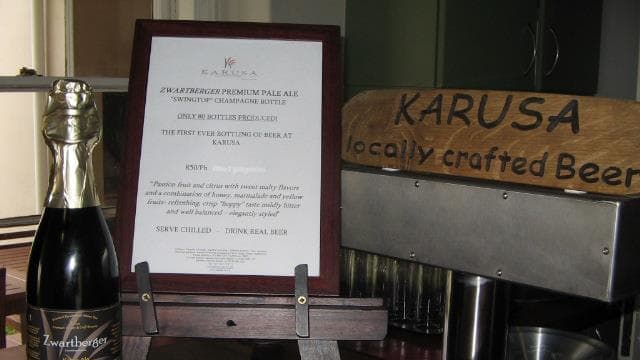 KARUSA
ZWARTBERGER PREMIUM PALE ALE
"SWINGTOP" CHAMPAGNE BOTTLE
ONLY 80 BOTTLES PRODUCED!
THE FIRST EVER BOTTLING OF BEER AT
KARUSA
R50/Ph
"Passion fruit and citrus with sweet malty flavors
and a combination of honey, marmalade and yellow
fruits- refreshing, crisp "hoppy" taste mildly bitter
and well balanced - elegantly styled"
SERVE CHILLED - DRINK REAL BEER
KARUSA
locally crafted Beer
Zwartberger